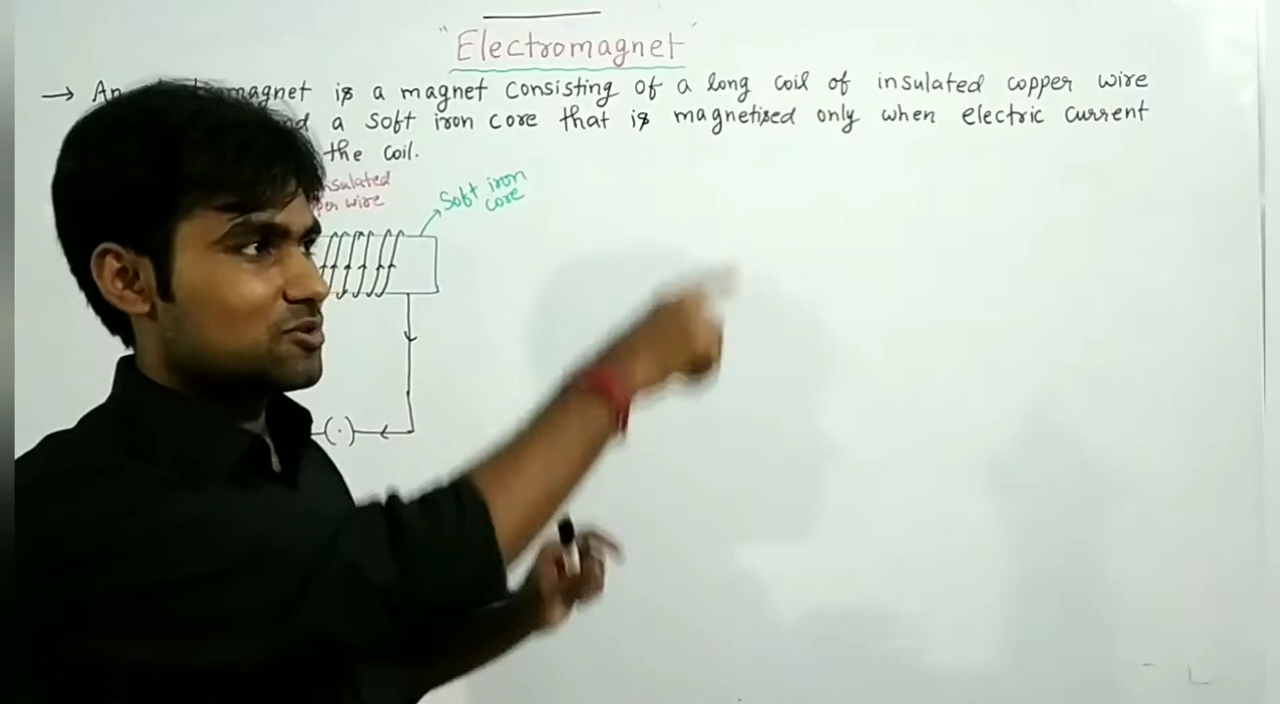 "Electromagnet"
→ An magnet is a magnet consisting of a long coil of insulated copper wire
a soft iron core that is magnetised only when electric current
the coil.
wire
Soft iron
core
(·)